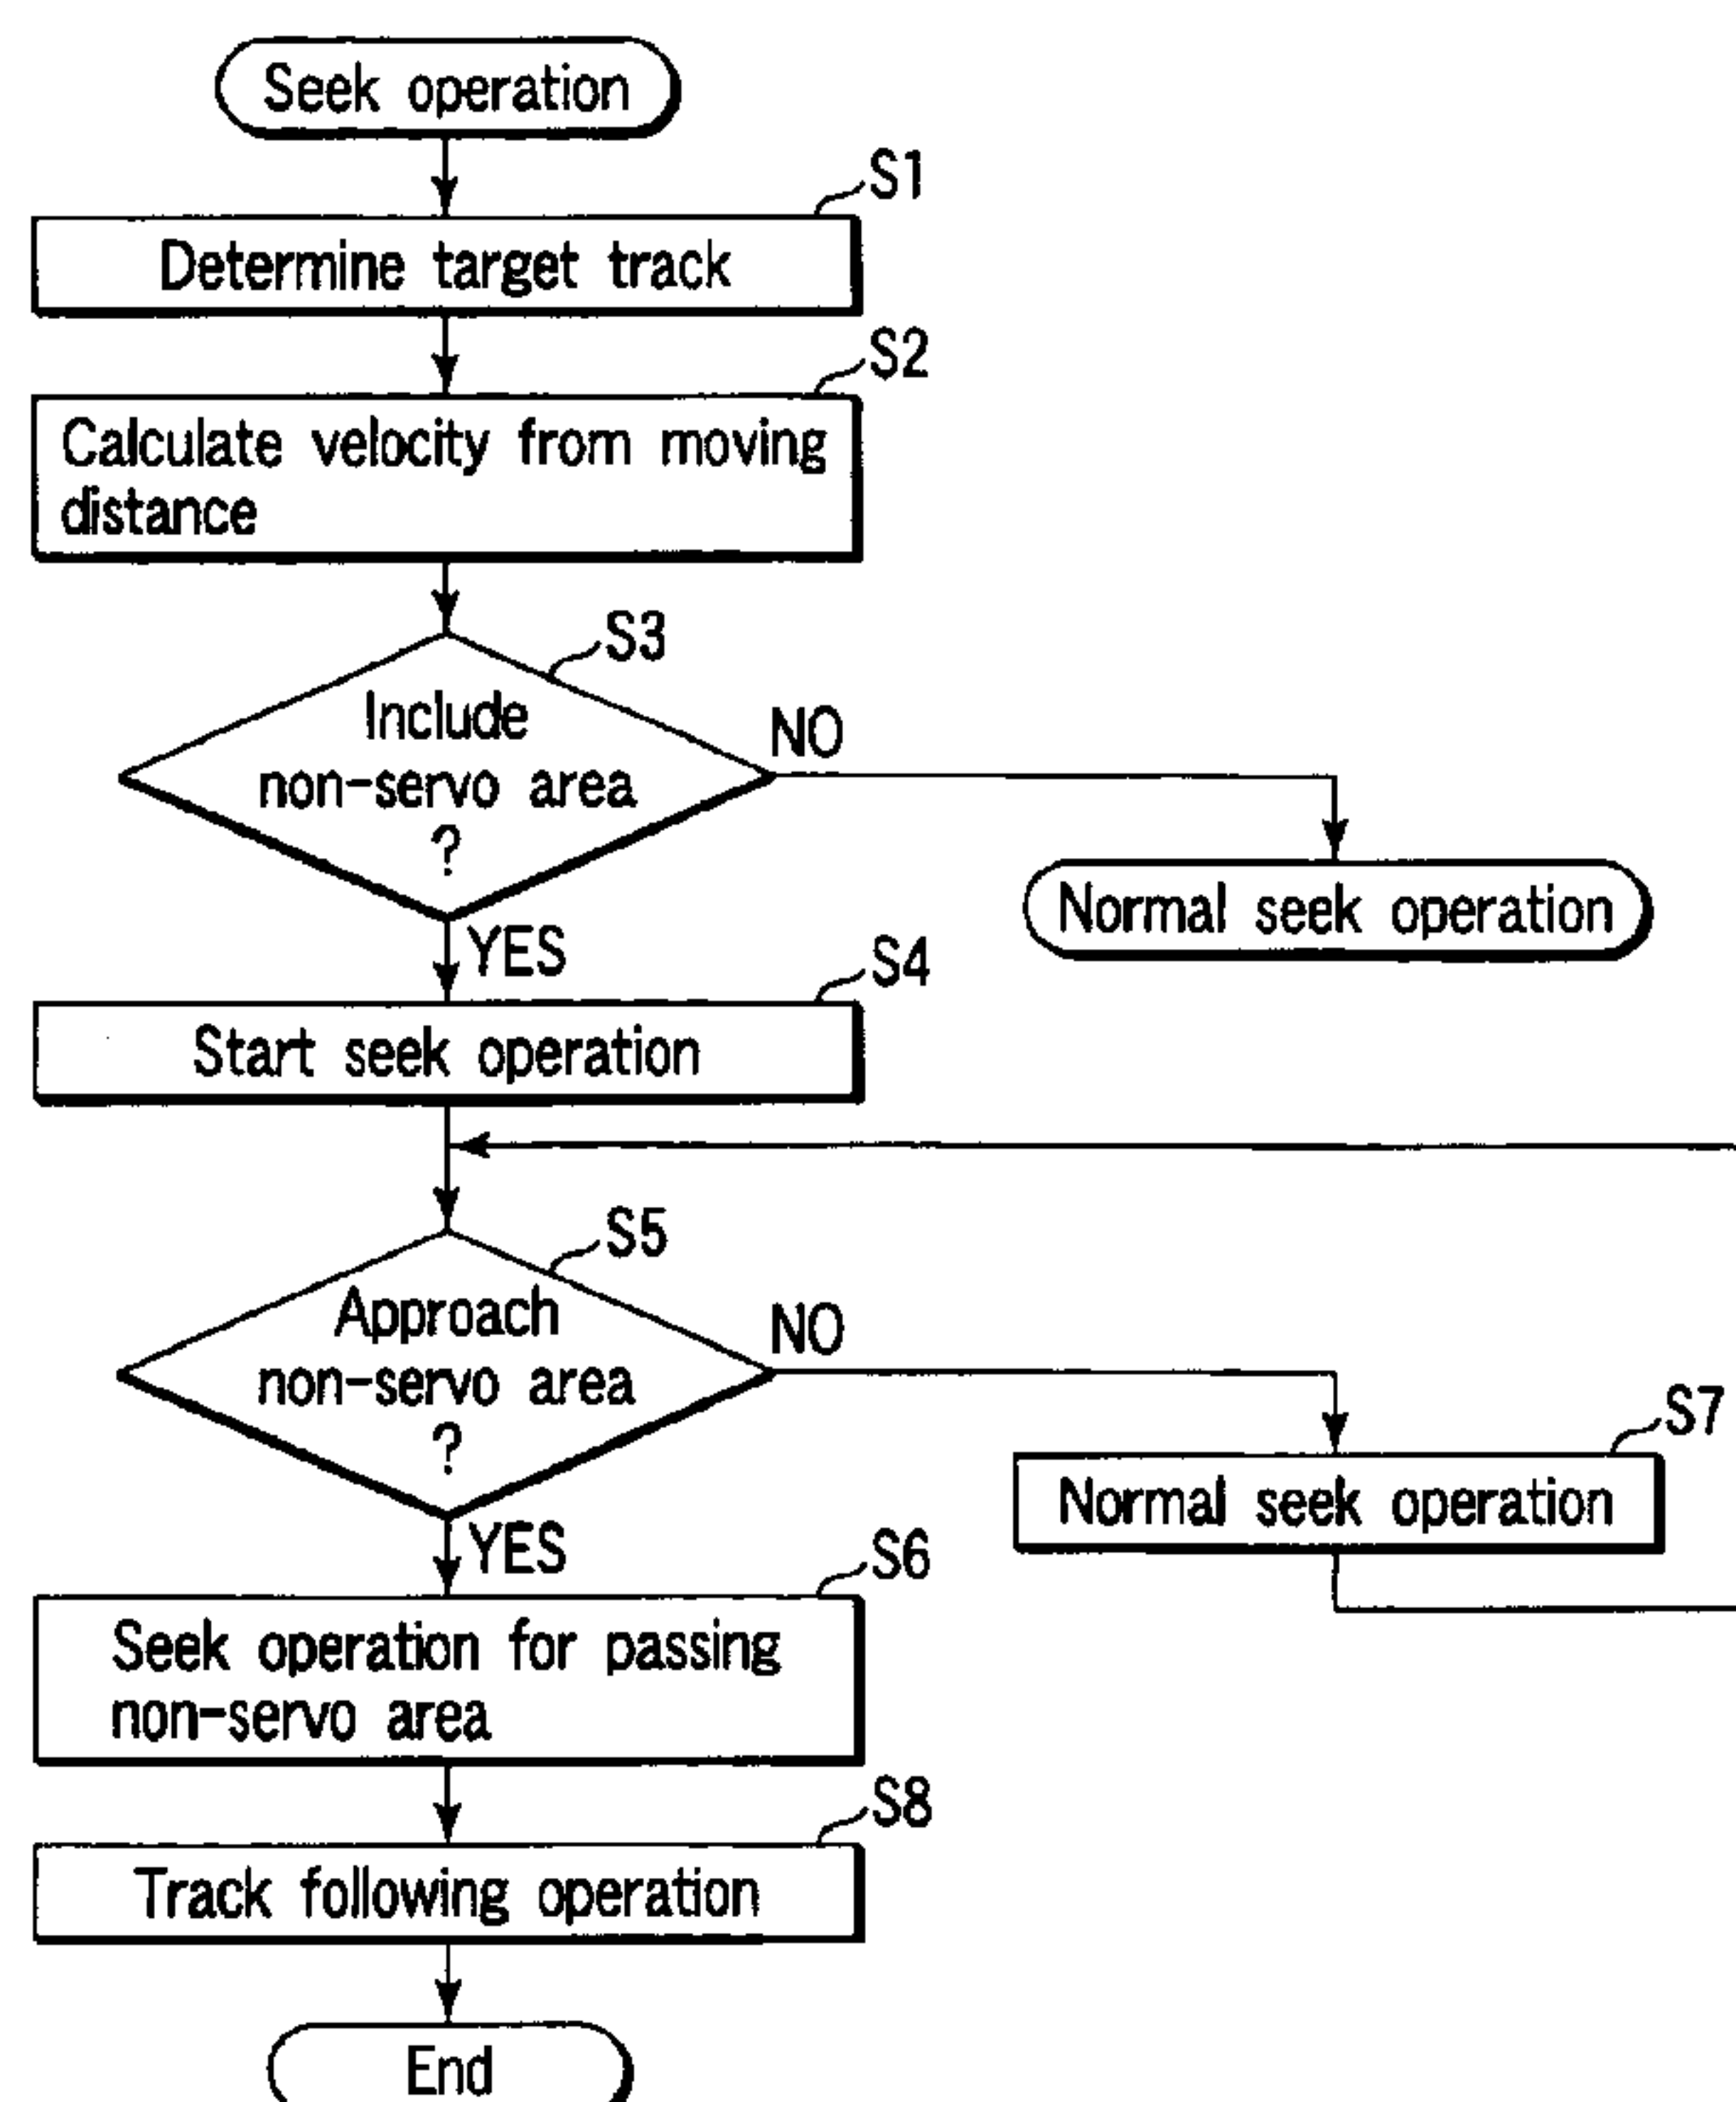 Seek operation
S1
Determine target track
S2
Calculate velocity from moving
distance
S3
Include
non-servo area
?
NO
Normal seek operation
YES
S4
Start seek operation
S5
Approach
non-servo area
?
NO
S7
Normal seek operation
YES
S6
Seek operation for passing
non-servo area
S8
Track following operation
End